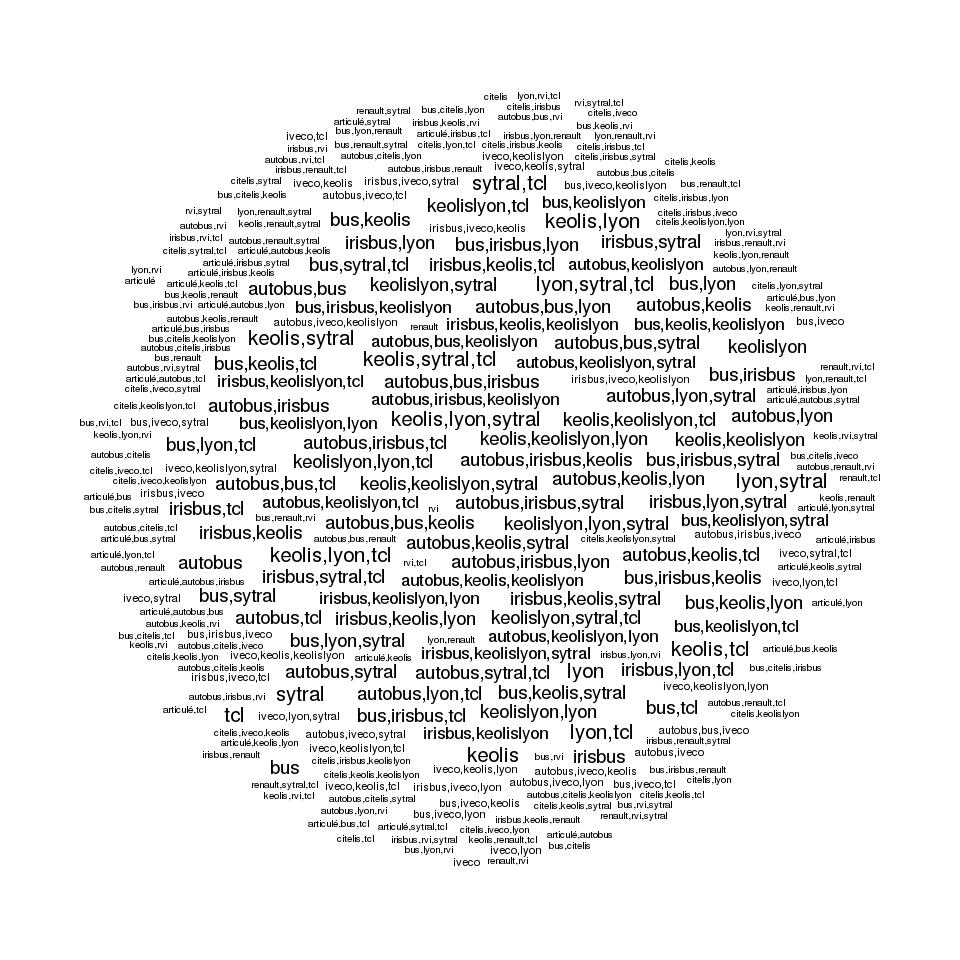 citelis lyon,rvi,tcl
rvi,sytral,tcl
renault,sytral bus,citelis,lyon citelis,irisbus citelis,iveco
autobus,bus,rvi
articulé,sytral irisbus,keolis,rvi bus,keolis,rvi
bus,lyon,renault articulé,irisbus,tcl irisbus,lyon,renault lyon,renault,rvi
iveco,tcl
bus,renault,sytral citelis,lyon,tcl citelis,irisbus,keolis citelis,irisbus,tcl
irisbus,rvi
autobus,rvi,tcl autobus,citelis,lyon iveco,keolislyon citelis,irisbus,sytral citelis,keolis
irisbus,renault,tcl autobus,irisbus,renault iveco,keolis,sytral autobus,bus,citelis
citelis,sytral iveco,keolis irisbus,iveco,sytral sytral,tcl bus,iveco,keolislyon bus,renault,tcl
bus,citelis,keolis autobus,iveco,tcl citelis,irisbus,lyon
keolislyon,tcl bus,keolislyon
rvi,sytral lyon,renault,sytral citelis,irisbus,iveco
autobus,rvi keolis,renault,sytral bus,keolis irisbus,iveco,keolis keolis,lyon citelis,keolislyon,lyon
irisbus,rvi,tcl autobus,renault,sytral irisbus,lyon bus,irisbus,lyon irisbus,sytral lyon,rvi,sytral
irisbus,renault,rvi
citelis,sytral,tcl articulé,autobus,keolis keolis,lyon,renault
lyon,rvi articulé,irisbus,sytral bus,sytral,tcl irisbus,keolis,tcl autobus,keolislyon autobus,lyon,renault
articulé articulé,irisbus,keolis
articulé,keolis,tcl autobus,bus keolislyon,sytral lyon,sytral,tcl bus,lyon citelis,lyon,sytral
bus,keolis,renault articulé,bus,lyon
bus,irisbus,rvi articulé,autobus,lyon bus,irisbus,keolislyon autobus,bus,lyon autobus,keolis keolis,renault,rvi
autobus,keolis,renault autobus,iveco,keolislyon renault irisbus,keolis,keolislyon bus,keolis,keolislyon bus,iveco
articulé,bus,irisbus
bus,citelis,keolislyon keolis,sytral autobus,bus,keolislyon autobus,bus,sytral keolislyon
autobus,citelis,irisbus
bus,renault bus,keolis,tcl keolis,sytral,tcl autobus,keolislyon,sytral
autobus,rvi,sytral renault,rvi,tcl
articulé,autobus,tcl irisbus,keolislyon,tcl autobus,bus,irisbus irisbus,iveco,keolislyon bus,irisbus lyon,renault,tcl
citelis,iveco,sytral articulé,irisbus,lyon
autobus,irisbus,keolislyon autobus,lyon,sytral articulé,autobus,sytral
citelis,keolislyon,tcl autobus,irisbus
bus,rvi,tcl bus,iveco,sytral bus,keolislyon,lyon keolis,lyon,sytral keolis,keolislyon,tcl autobus,lyon
keolis,lyon,rvi bus,lyon,tcl autobus,irisbus,tcl keolis,keolislyon,lyon keolis,keolislyon keolis,rvi,sytral
autobus,citelis keolislyon,lyon,tcl autobus,irisbus,keolis bus,irisbus,sytral bus,citelis,iveco
citelis,iveco,tcl iveco,keolislyon,sytral autobus,renault,rvi
citelis,iveco,keolislyon autobus,bus,tcl keolis,keolislyon,sytral autobus,keolis,lyon lyon,sytral renault,tcl
articulé,bus irisbus,iveco keolis,renault
bus,citelis,sytral irisbus,tcl autobus,keolislyon,tcl rvi autobus,irisbus,sytral irisbus,lyon,sytral articulé,lyon,sytral
bus,renault,rvi autobus,bus,keolis keolislyon,lyon,sytral bus,keolislyon,sytral
autobus,citelis,tcl irisbus,keolis
articulé,bus,sytral autobus,bus,renault autobus,keolis,sytral citelis,keolislyon,sytral autobus,irisbus,iveco articulé,irisbus
articulé,lyon,tcl keolis,lyon,tcl autobus,keolis,tcl iveco,sytral,tcl
autobus,renault autobus rvi,tcl autobus,irisbus,lyon articulé,keolis,sytral
articulé,autobus,irisbus irisbus,sytral,tcl autobus,keolis,keolislyon bus,irisbus,keolis iveco,lyon,tcl
iveco,sytral bus,sytral irisbus,keolislyon,lyon irisbus,keolis,sytral bus,keolis,lyon articulé,lyon
articulé,autobus,bus
autobus,keolis,rvi autobus,tcl irisbus,keolis,lyon keolislyon,sytral,tcl bus,keolislyon,tcl
bus,citelis,tcl bus,irisbus,iveco bus,lyon,sytral lyon,renault autobus,keolislyon,lyon
keolis,rvi autobus,citelis,iveco keolis,tcl articulé,bus,keolis
citelis,keolis,lyon iveco,keolis,keolislyon articulé,keolis irisbus,keolislyon,sytral irisbus,lyon,rvi
autobus,citelis,keolis autobus,sytral autobus,sytral,tcl lyon irisbus,lyon,tcl bus,citelis,irisbus
irisbus,iveco,tcl
autobus,irisbus,rvi sytral autobus,lyon,tcl bus,keolis,sytral iveco,keolislyon,lyon
articulé,tcl tcl iveco,lyon,sytral bus,irisbus,tcl keolislyon,lyon bus,tcl autobus,renault,tcl
citelis,keolislyon
citelis,iveco,keolis autobus,iveco,sytral irisbus,keolislyon lyon,tcl autobus,bus,iveco
articulé,keolis,lyon iveco,keolislyon,tcl irisbus,renault,sytral
irisbus,renault citelis,irisbus,keolislyon keolis bus,rvi irisbus autobus,iveco
bus citelis,keolis,keolislyon iveco,keolis,lyon autobus,iveco,keolis bus,irisbus,renault
renault,sytral,tcl iveco,keolis,tcl irisbus,iveco,lyon autobus,iveco,lyon bus,iveco,tcl citelis,lyon
keolis,rvi,tcl autobus,citelis,sytral autobus,citelis,keolislyon citelis,keolis,tcl
bus,iveco,keolis citelis,keolis,sytral bus,rvi,sytral
autobus,lyon,rvi bus,iveco,lyon irisbus,keolis,renault renault,rvi,sytral
articulé,bus,tcl articulé,sytral,tcl citelis,iveco,lyon articulé,autobus
citelis,tcl irisbus,rvi,sytral keolis,renault,tcl
bus,lyon,rvi iveco,lyon bus,citelis
iveco renault,rvi